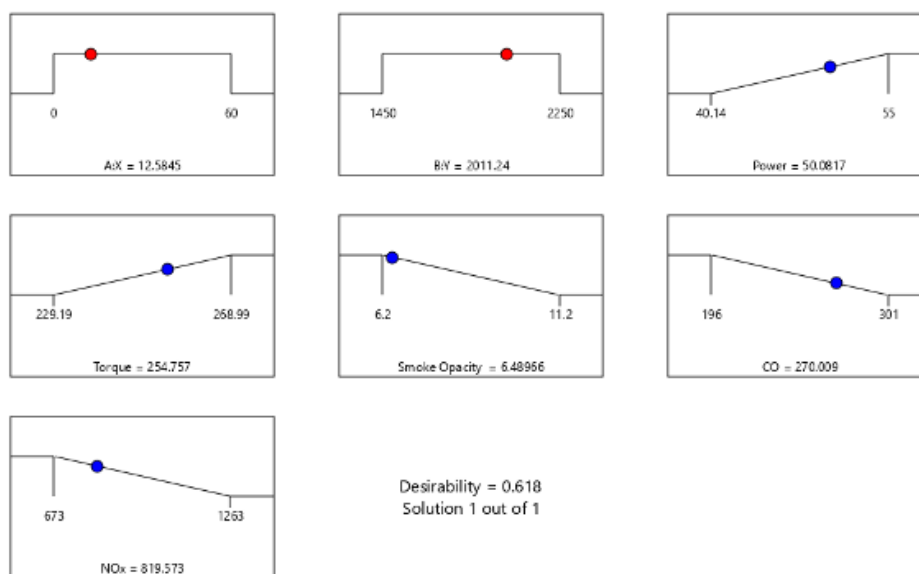 0 60
A:X = 12.5845
1450 2250
B:Y = 2011.24
40.14 55
Power = 50.0817
229.19 268.99
Torque = 254.757
6.2 11.2
Smoke Opacity = 6.48966
196 301
CO = 270.009
673 1263
NOx = 819.573
Desirability = 0.618
Solution 1 out of 1